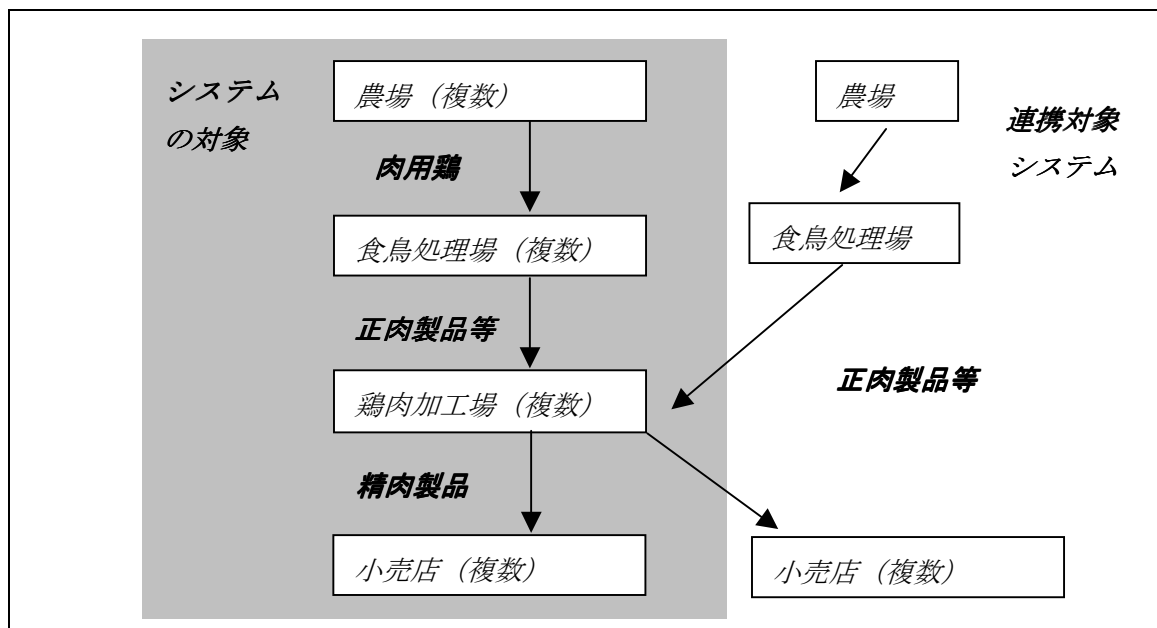 システム
の対象
農場（複数）
肉用鶏
食鳥処理場（複数）
正肉製品等
鶏肉加工場（複数）
精肉製品
小売店（複数）
農場
連携対象
システム
食鳥処理場
正肉製品等
小売店（複数）